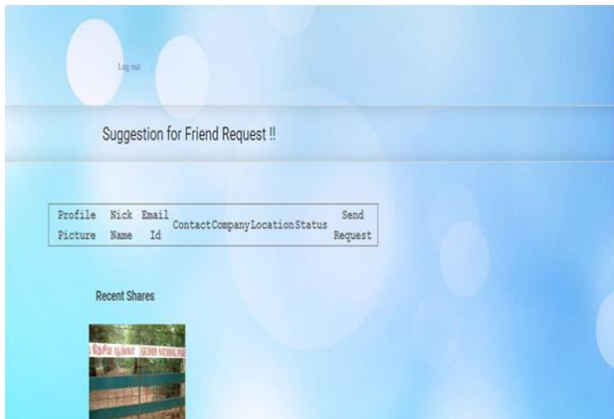 Log out
Suggestion for Friend Request !!
Profile Picture Nick Name Email Id Contact Company Location Status Send Request
Recent Shares
NATIONAL